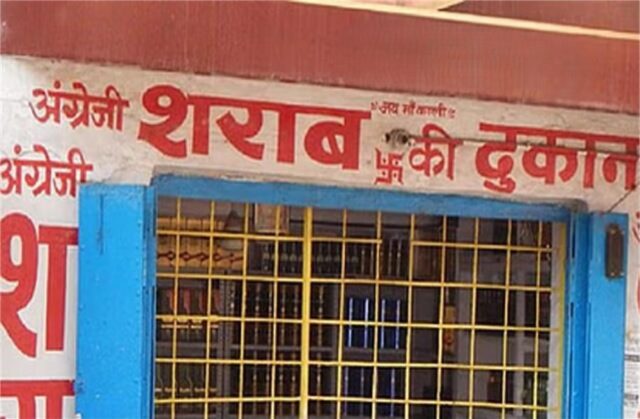 ॥जय माँ काली॥
अंग्रेजी शराब की दुकान
अंग्रेजी
श